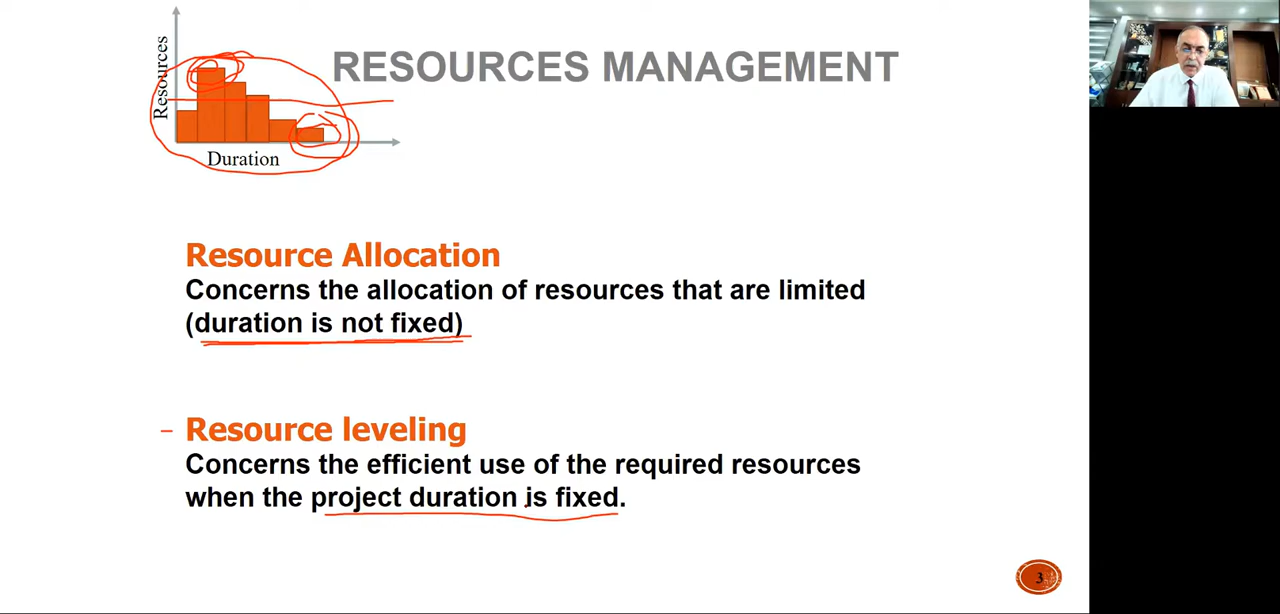 RESOURCES MANAGEMENT
Resources
Duration
Resource Allocation
Concerns the allocation of resources that are limited
(duration is not fixed)
Resource leveling
Concerns the efficient use of the required resources
when the project duration is fixed.
3